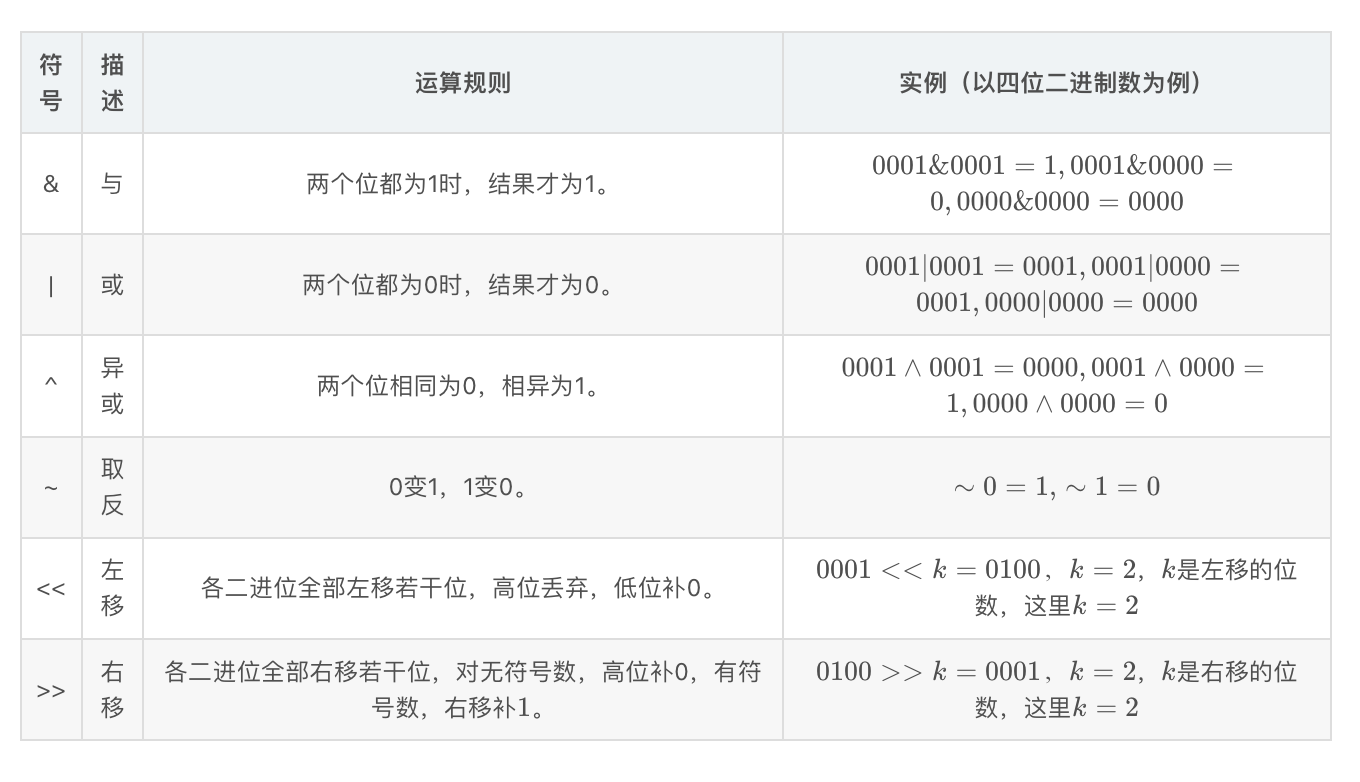 符号 描述 运算规则 实例（以四位二进制数为例）
& 与 两个位都为1时，结果才为1。 0001&0001 = 1, 0001&0000 =
0, 0000&0000 = 0000
| 或 两个位都为0时，结果才为0。 0001|0001 = 0001, 0001|0000 =
0001, 0000|0000 = 0000
^ 异或 两个位相同为0，相异为1。 0001 ∧ 0001 = 0000, 0001 ∧ 0000 =
1, 0000 ∧ 0000 = 0
~ 取反 0变1，1变0。 ∼ 0 = 1, ∼ 1 = 0
<< 左移 各二进位全部左移若干位，高位丢弃，低位补0。 0001 << k = 0100，k = 2，k是左移的位
数，这里k = 2
>> 右移 各二进位全部右移若干位，对无符号数，高位补0，有符
号数，右移补1。 0100 >> k = 0001，k = 2，k是右移的位
数，这里k = 2